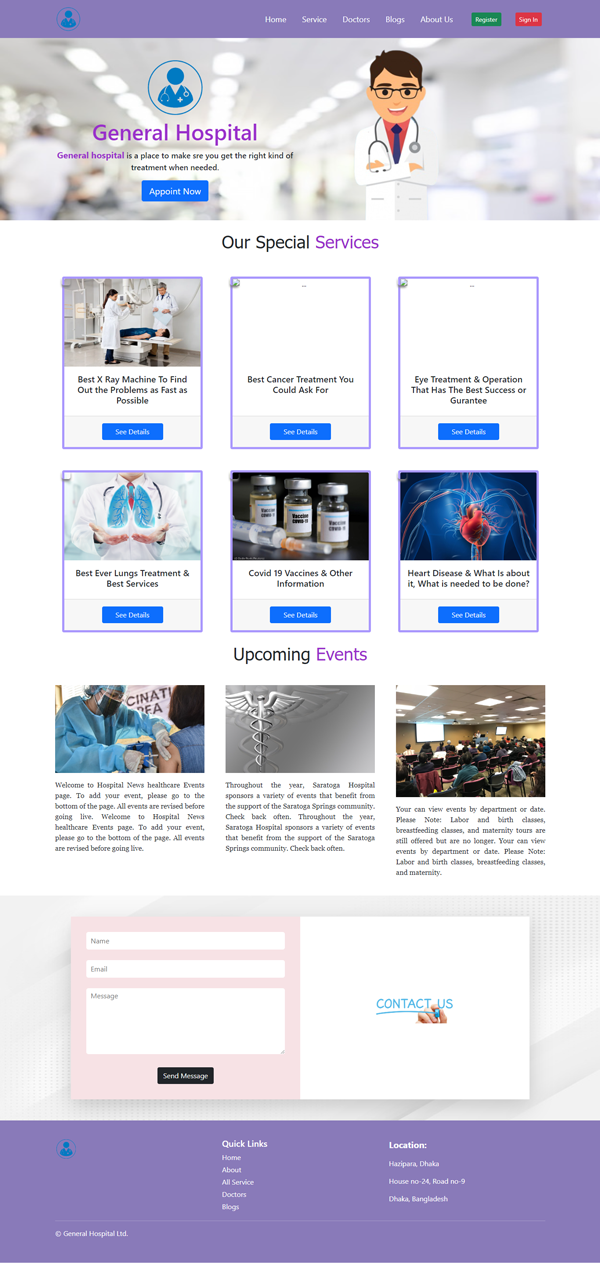 Home Service Doctors Blogs About Us Register Sign In
General Hospital
General hospital is a place to make sre you get the right kind of
treatment when needed.
Appoint Now
Our Special Services
Best X Ray Machine To Find
Out the Problems as Fast as
Possible
See Details
Best Cancer Treatment You
Could Ask For
See Details
Eye Treatment & Operation
That Has The Best Success or
Gurantee
See Details
Best Ever Lungs Treatment &
Best Services
See Details
Vaccine
COVID-19
Vaccine
COVID-19
Covid 19 Vaccines & Other
Information
See Details
Heart Disease & What Is about
it, What is needed to be done?
See Details
Upcoming Events
Welcome to Hospital News healthcare Events
page. To add your event, please go to the
bottom of the page. All events are revised before
going live. Welcome to Hospital News
healthcare Events page. To add your event,
please go to the bottom of the page. All events
are revised before going live.
Throughout the year, Saratoga Hospital
sponsors a variety of events that benefit from
the support of the Saratoga Springs community.
Check back often. Throughout the year,
Saratoga Hospital sponsors a variety of events
that benefit from the support of the Saratoga
Springs community. Check back often.
Your can view events by department or date.
Please Note: Labor and birth classes,
breastfeeding classes, and maternity tours are
still offered but are no longer. Your can view
events by department or date. Please Note:
Labor and birth classes, breastfeeding classes,
and maternity.
Name
Email
Message
Send Message
CONTACT US
Quick Links
Home
About
All Service
Doctors
Blogs
Location:
Hazipara, Dhaka
House no-24, Road no-9
Dhaka, Bangladesh
© General Hospital Ltd.